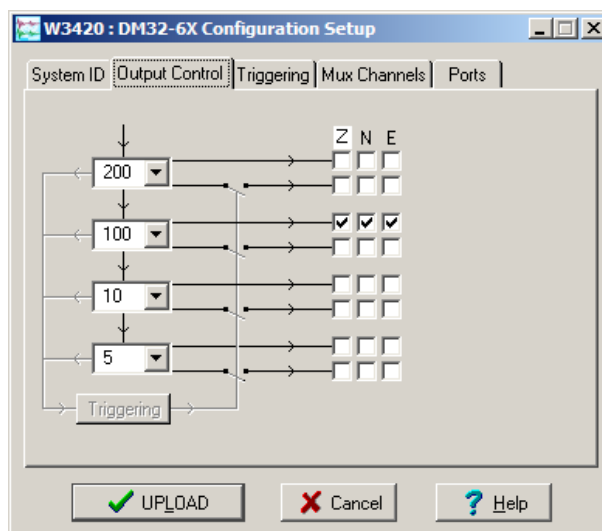 W3420 : DM32-6X Configuration Setup
System ID Output Control Triggering Mux Channels Ports
Z N E
200
100
10
5
Triggering
UPLOAD Cancel Help